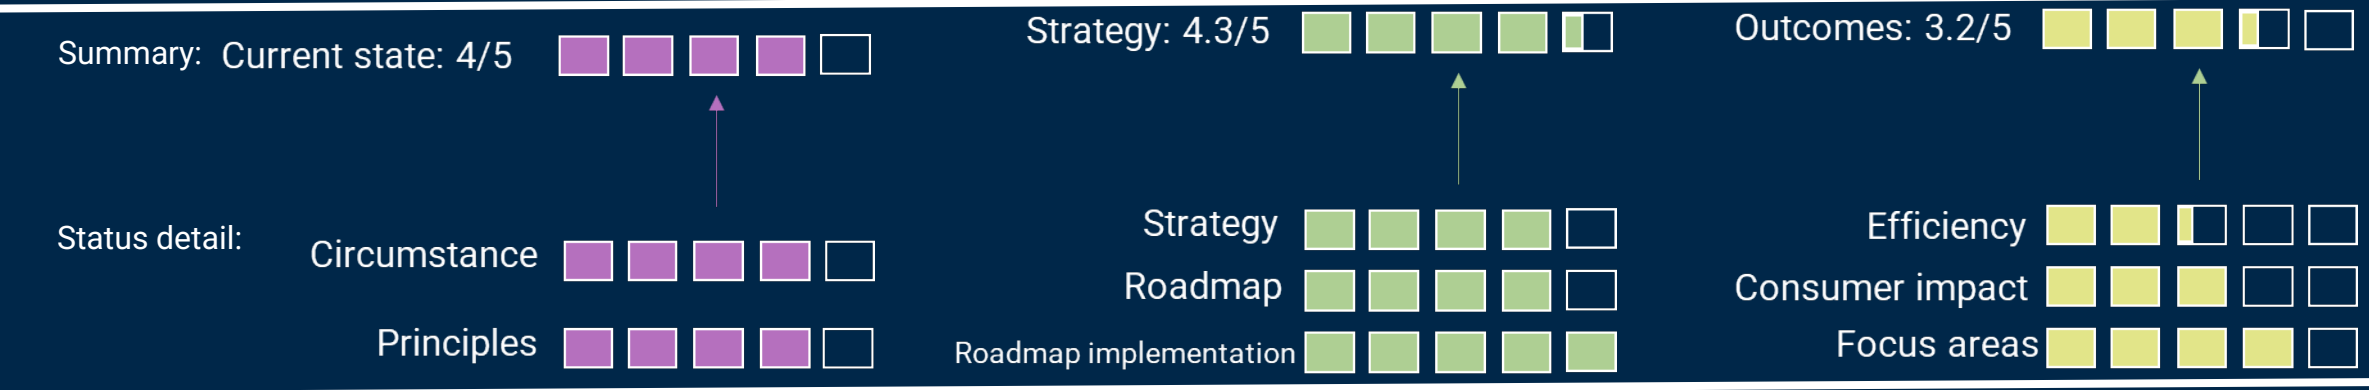 Summary: Current state: 4/5
Strategy: 4.3/5
Outcomes: 3.2/5
Status detail:
Circumstance
Principles
Strategy
Roadmap
Roadmap implementation
Efficiency
Consumer impact
Focus areas